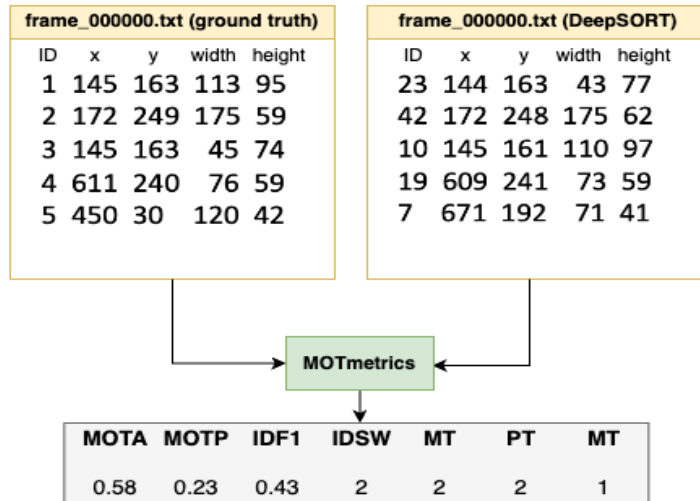 frame_000000.txt (ground truth)
ID x y width height
1 145 163 113 95
2 172 249 175 59
3 145 163 45 74
4 611 240 76 59
5 450 30 120 42
frame_000000.txt (DeepSORT)
ID x y width height
23 144 163 43 77
42 172 248 175 62
10 145 161 110 97
19 609 241 73 59
7 671 192 71 41
MOTmetrics
MOTA MOTP IDF1 IDSW MT PT MT
0.58 0.23 0.43 2 2 2 1